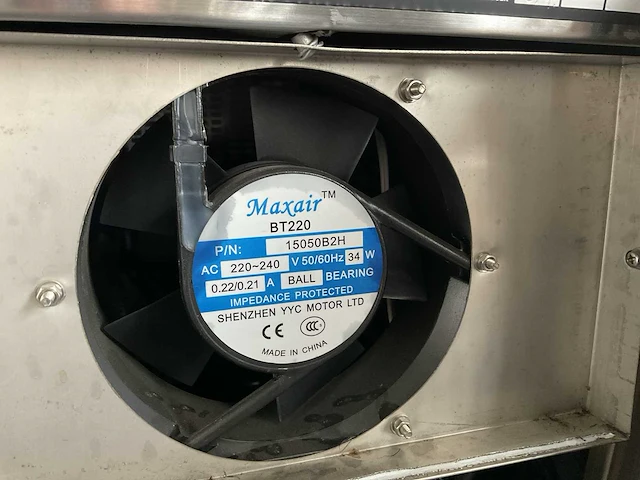 Maxair™
BT220
P/N: 15050B2H
AC 220~240 V 50/60Hz 34 W
0.22/0.21 A BALL BEARING
IMPEDANCE PROTECTED
SHENZHEN YYC MOTOR LTD
CE CCC
MADE IN CHINA